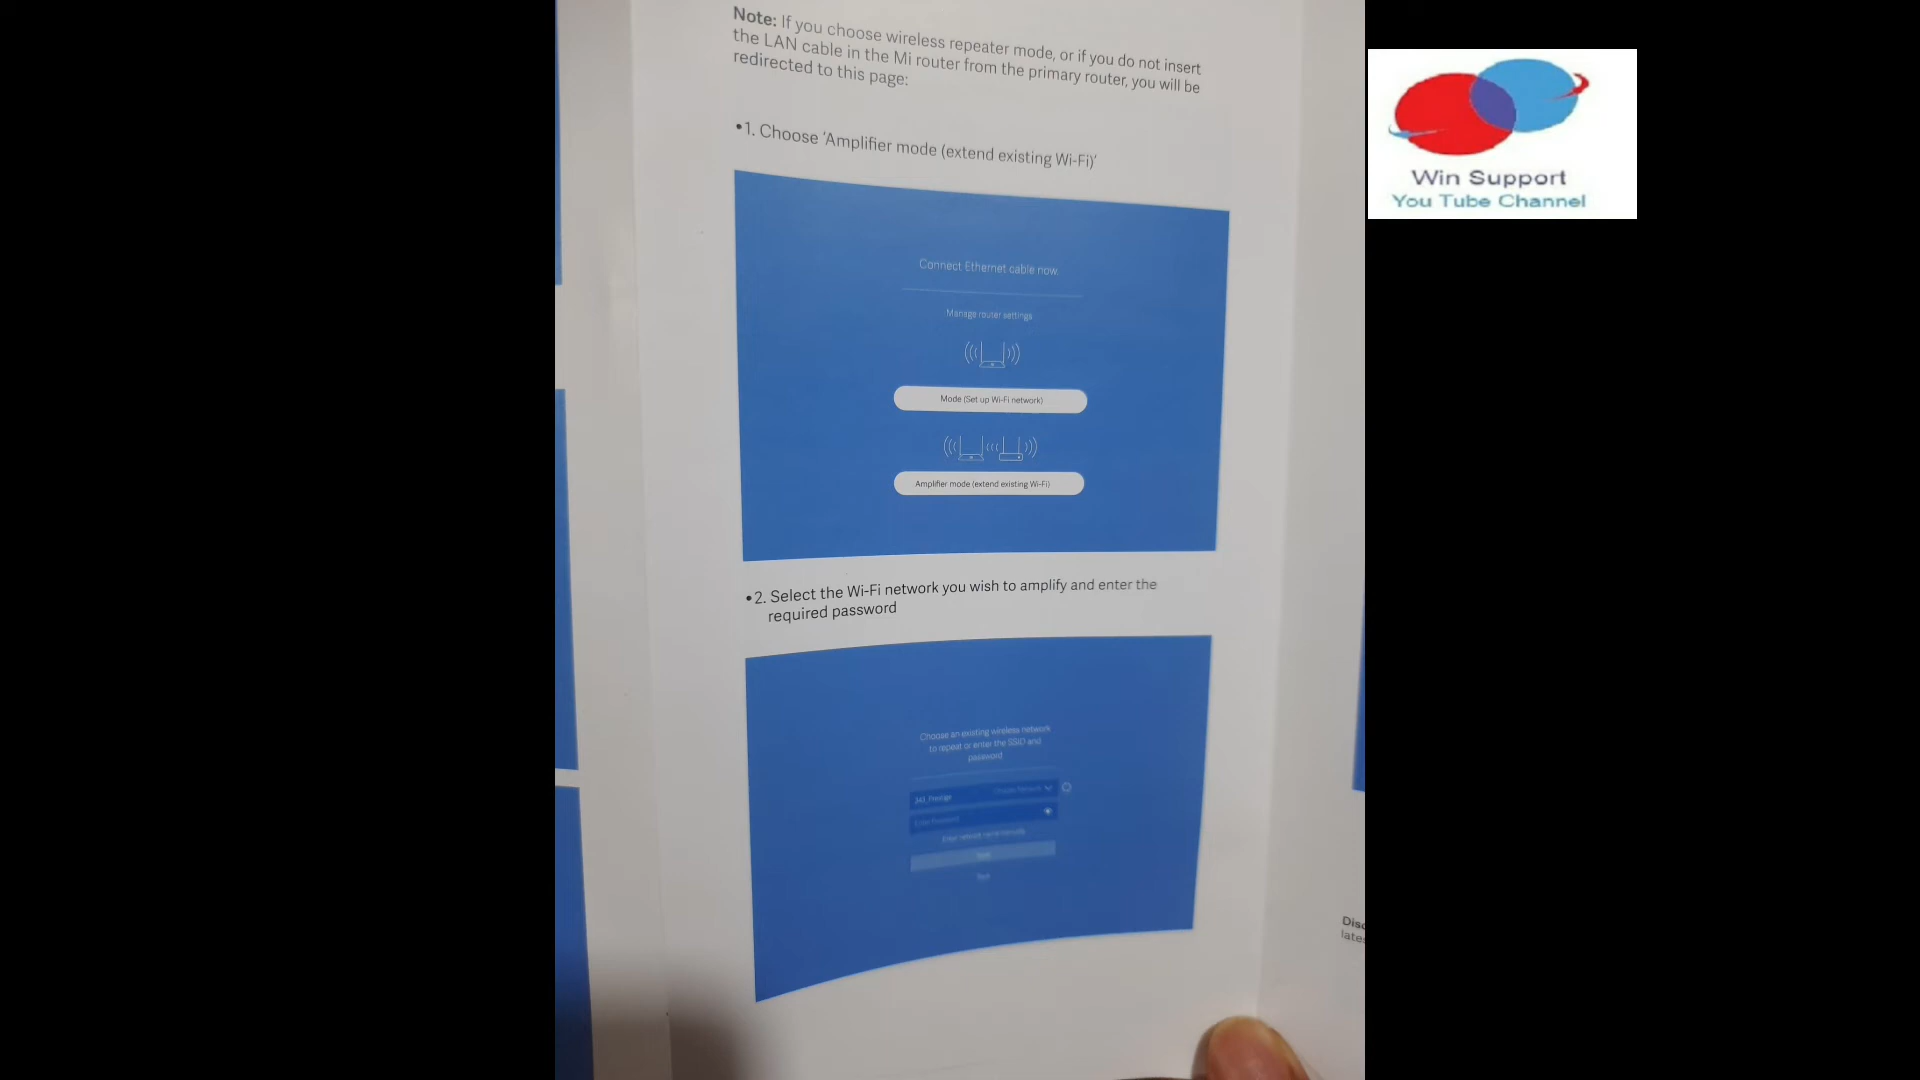 Note: If you choose wireless repeater mode, or if you do not insert
the LAN cable in the Mi router from the primary router, you will be
redirected to this page:
•1. Choose ‘Amplifier mode (extend existing Wi-Fi)’
Connect Ethernet cable now
Manage router settings
Mode (Set up Wi-Fi network)
Amplifier mode (extend existing Wi-Fi)
•2. Select the Wi-Fi network you wish to amplify and enter the
required password
Choose an existing wireless network
to repeat or enter the SSID and
password
Win Support
You Tube Channel